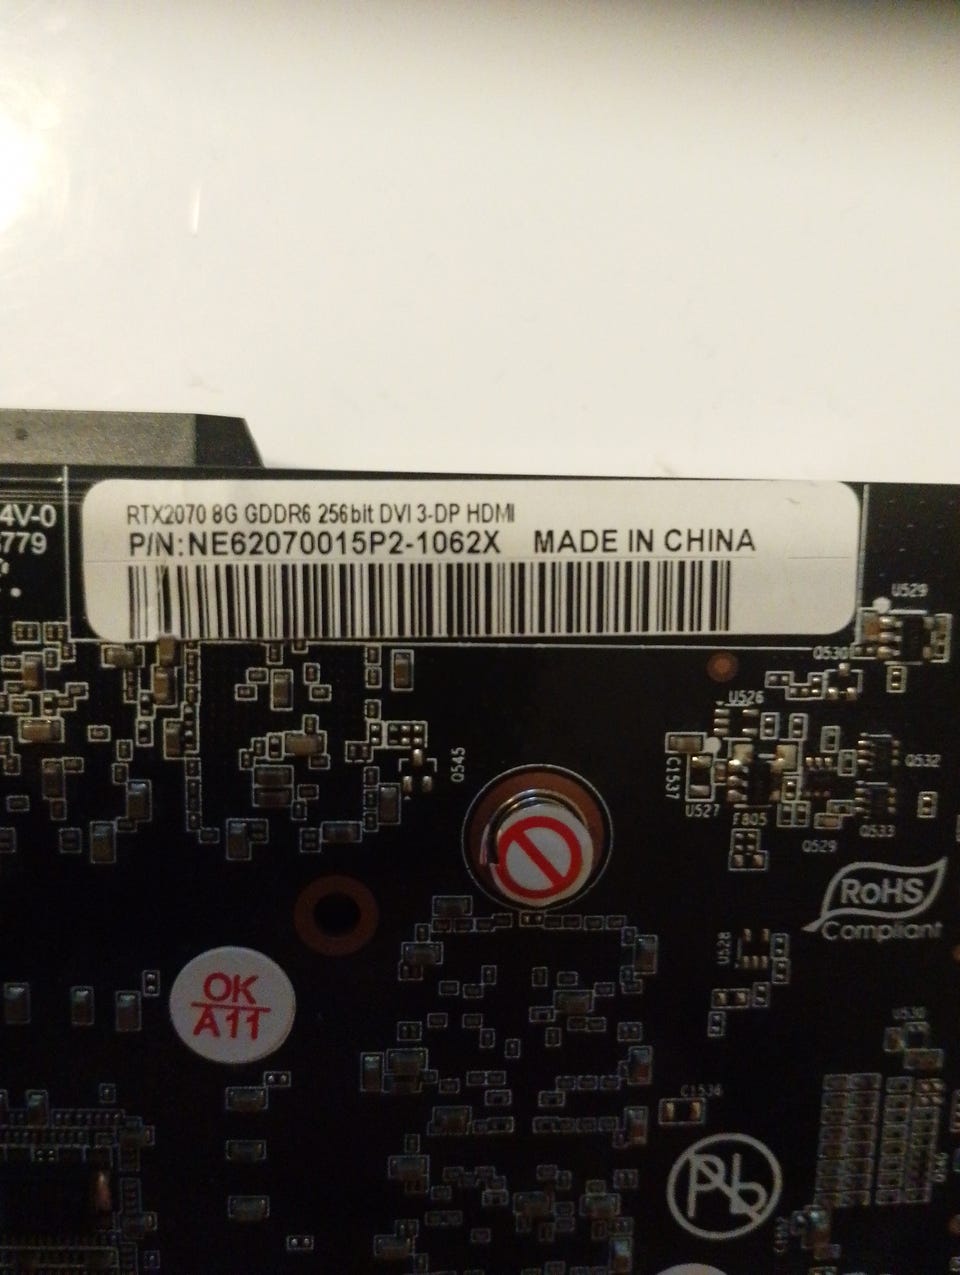 4V-0
RTX2070 8G GDDR6 256bit DVI 3-DP HDMI
779
P/N:NE62070015P2-1062X MADE IN CHINA
U529
Q530
U526
Q545
C1537
U527
F805
Q532
Q533
Q529
RoHS
Compliant
U528
OK
A11
U530
C1536
Pb